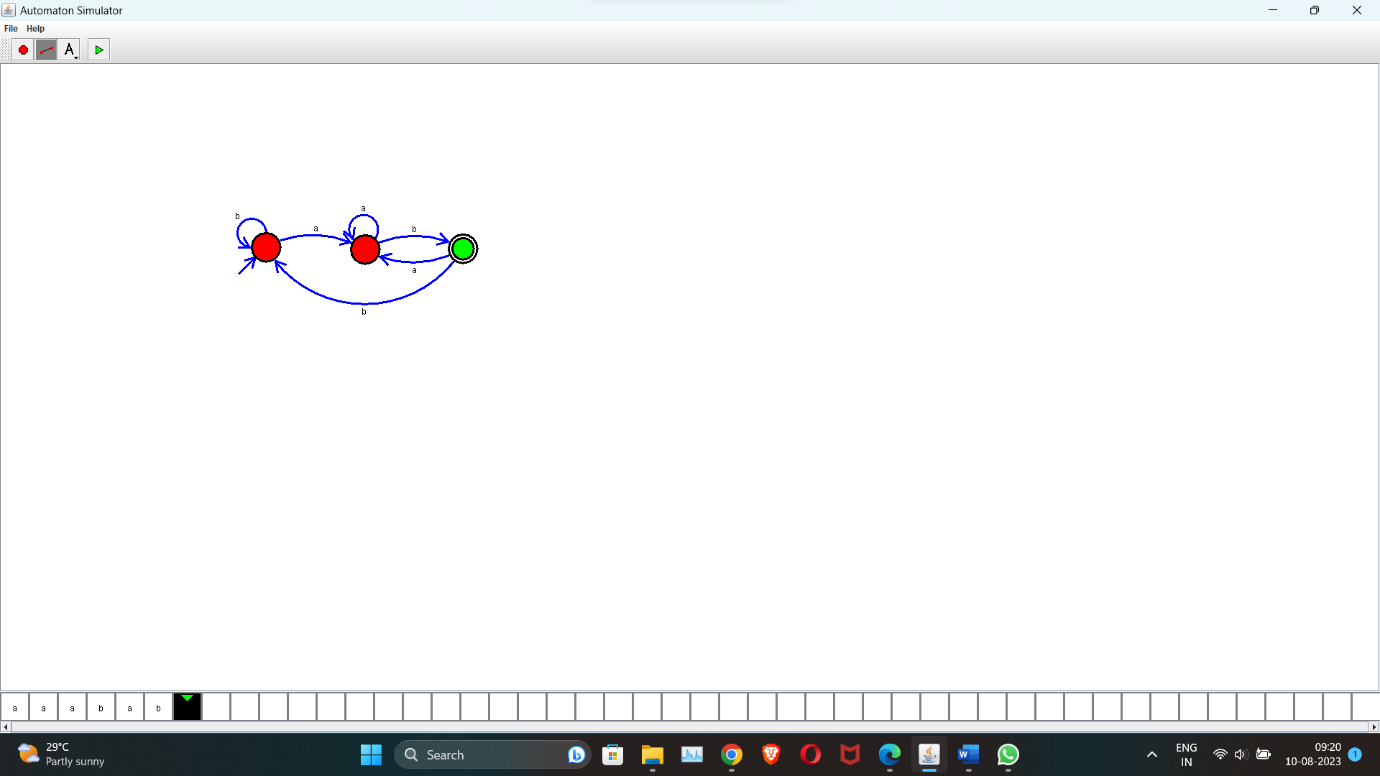 Automaton Simulator
File Help
A
a
b a b
a
b
a a a b a b
29°C
Partly sunny
Search
ENG
IN
09:20
10-08-2023
1